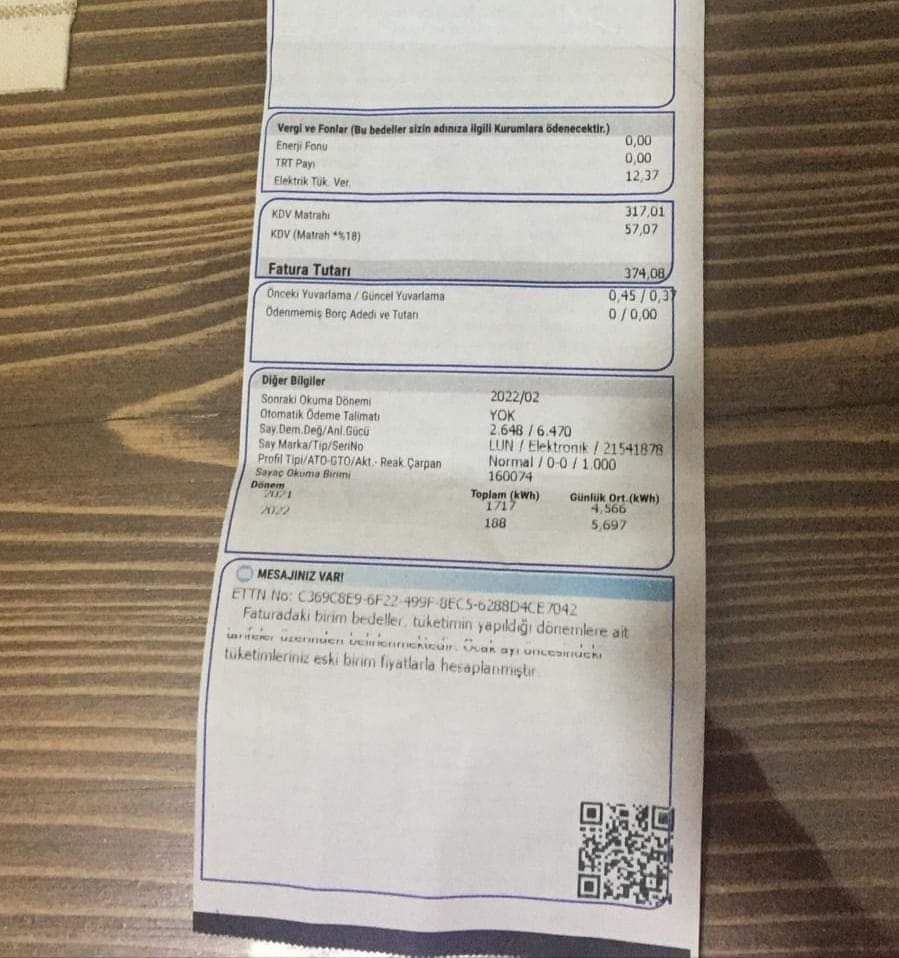 Vergi ve Fonlar (Bu bedeller sizin adınıza ilgili Kurumlara ödenecektir.)
Enerji Fonu 0,00
TRT Payı 0,00
Elektrik Tük. Ver. 12,37
KDV Matrahı 317,01
KDV (Matrah *%18) 57,07
Fatura Tutarı 374,08
Önceki Yuvarlama / Güncel Yuvarlama 0,45 / 0,37
Ödenmemiş Borç Adedi ve Tutarı 0 / 0,00
Diğer Bilgiler
Sonraki Okuma Dönemi 2022/02
Otomatik Ödeme Talimatı YOK
Say.Dem.Değ/Anl.Gücü 2.648 / 6.470
Say.Marka/Tip/SeriNo LUN / Elektronik / 21541878
Profil Tipi/ATO-GTO/Akt.- Reak.Çarpan Normal / 0-0 / 1.000
Sayaç Okuma Birimi 160074
Dönem Toplam (kWh) Günlük Ort.(kWh)
2021 1717 4,566
2022 188 5,697
MESAJINIZ VAR!
ETTN No: C369C8E9-6F22-499F-8EC5-6288D4CE7042
Faturadaki birim bedeller, tüketimin yapıldığı dönemlere ait
tarifeler üzerinden belirlenmektedir. Ocak ayı öncesindeki
tüketimleriniz eski birim fiyatlarla hesaplanmıştır.